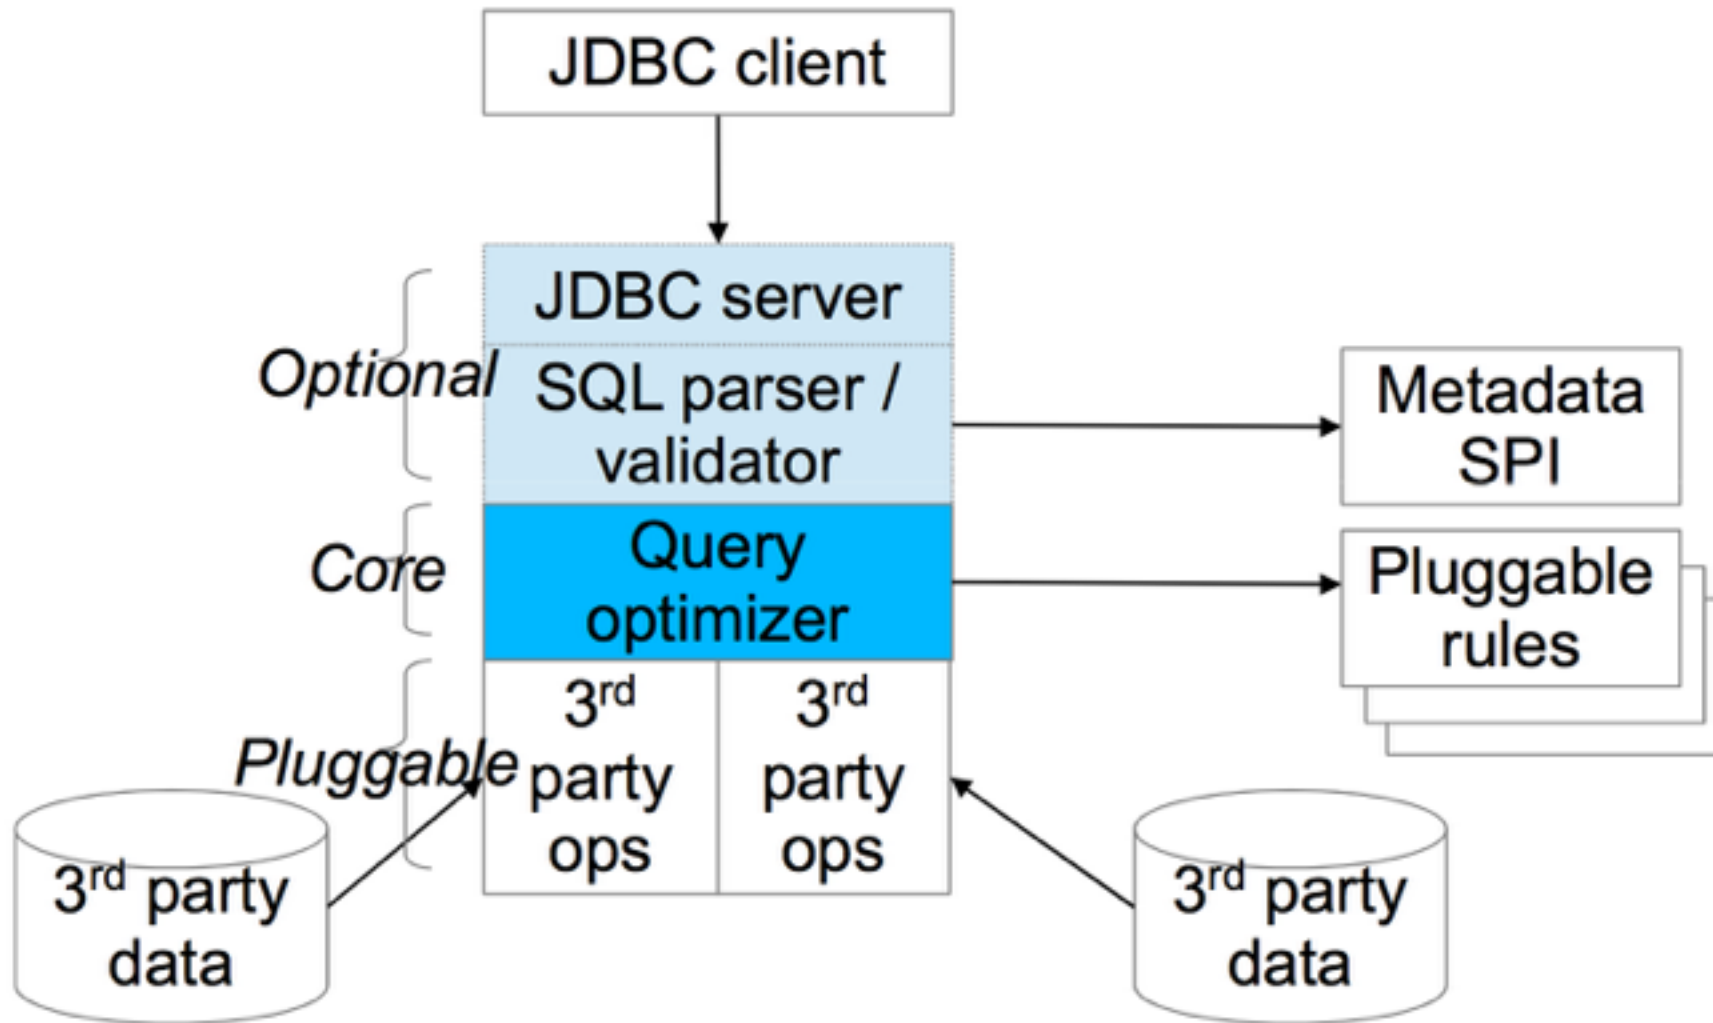 JDBC client
JDBC server
Optional
SQL parser /
validator
Metadata
SPI
Core
Query
optimizer
Pluggable
rules
Pluggable
3rd
party
ops
3rd
party
ops
3rd party
data
3rd party
data